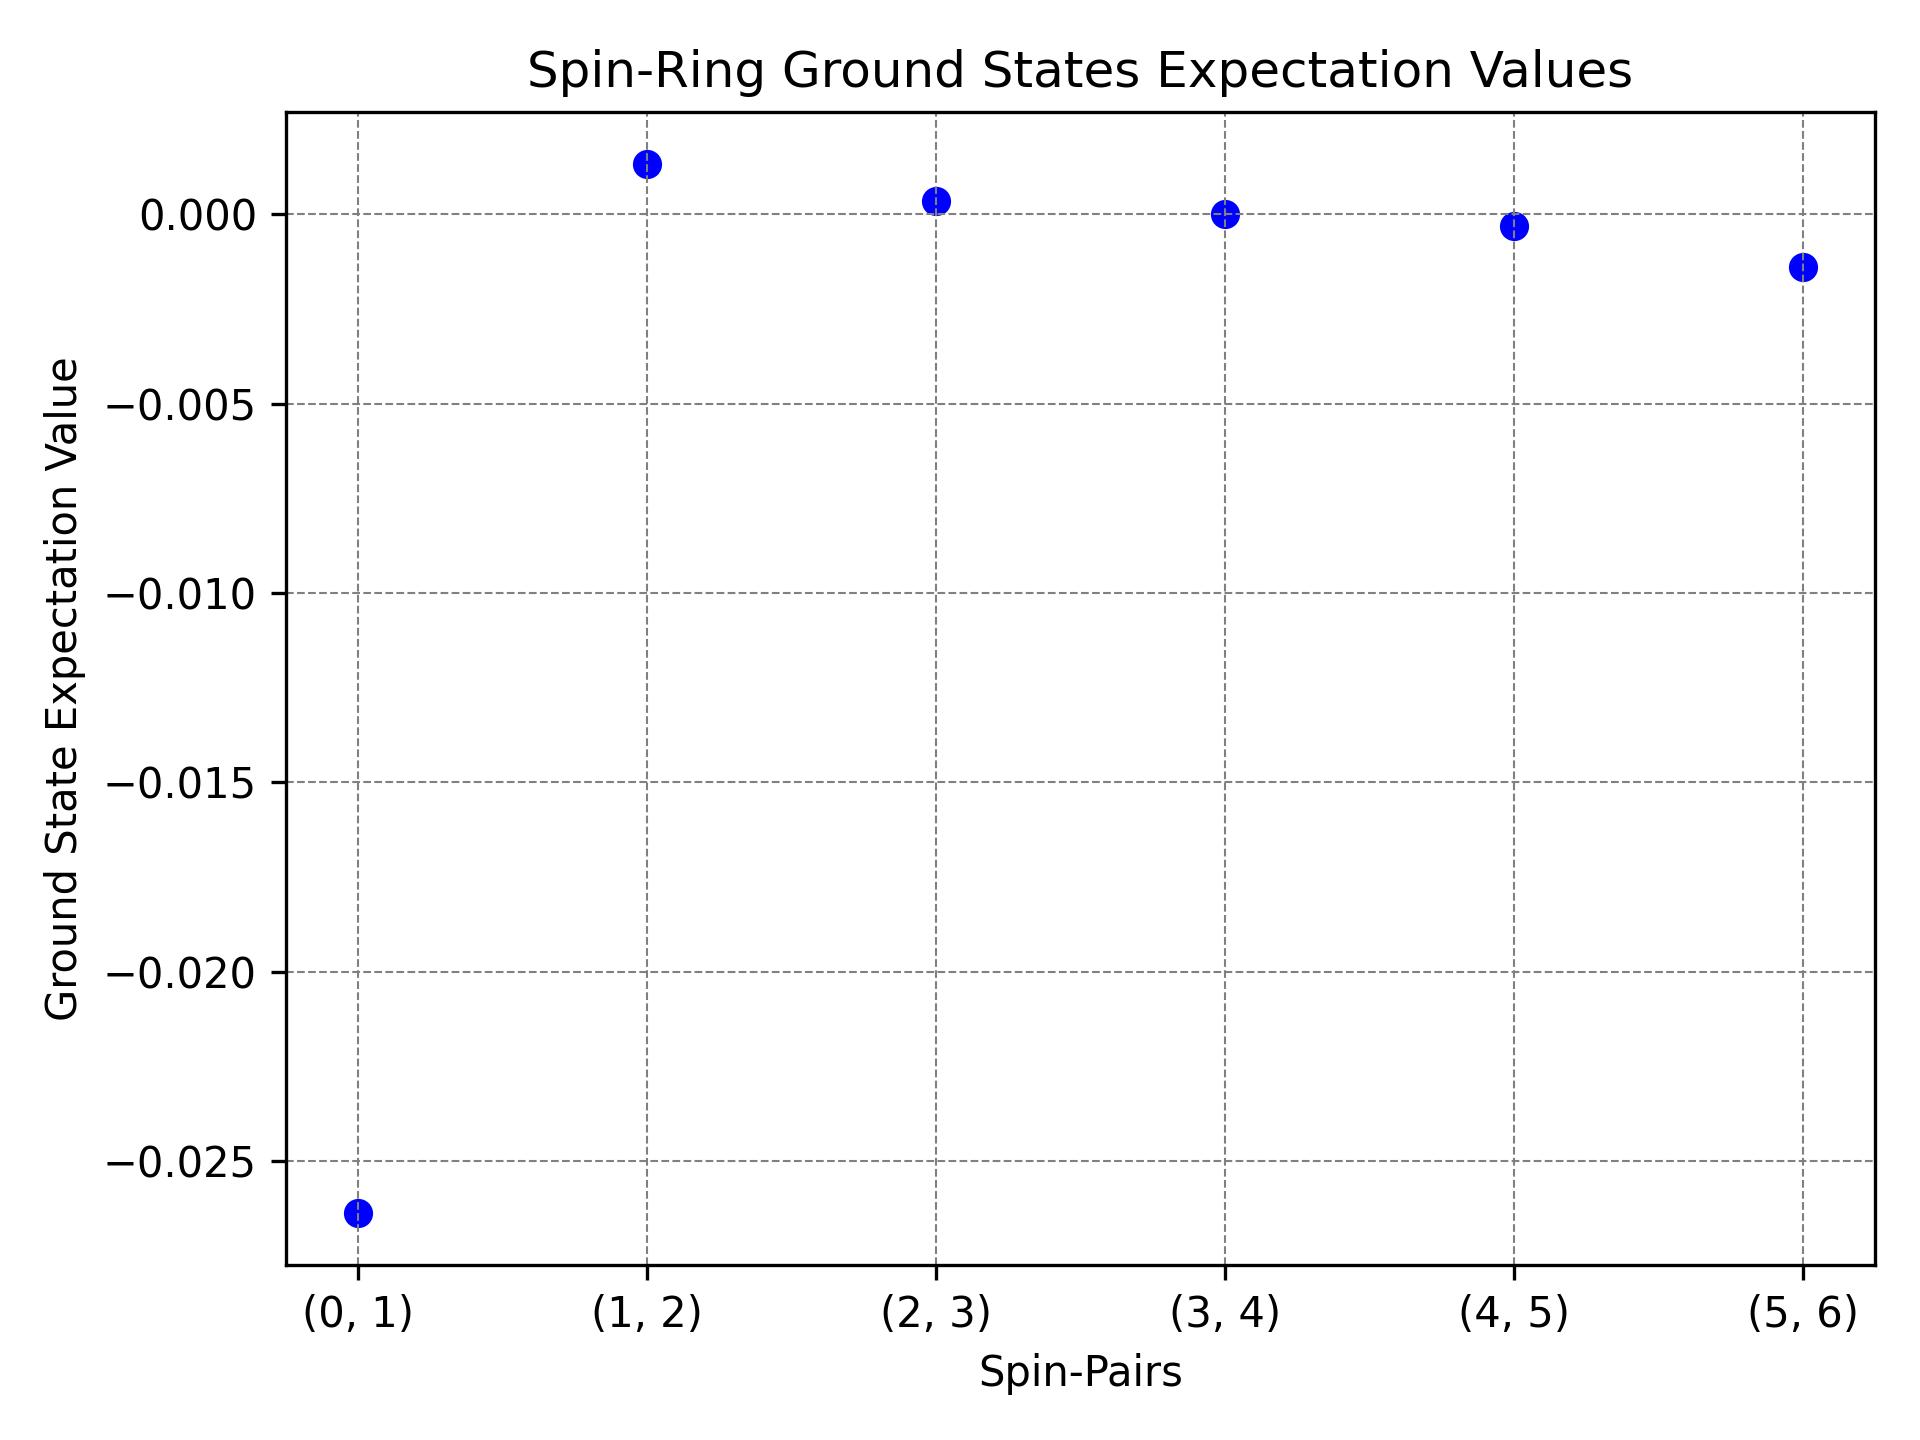 Spin-Ring Ground States Expectation Values
Ground State Expectation Value
0.000
−0.005
−0.010
−0.015
−0.020
−0.025
(0, 1) (1, 2) (2, 3) (3, 4) (4, 5) (5, 6)
Spin-Pairs